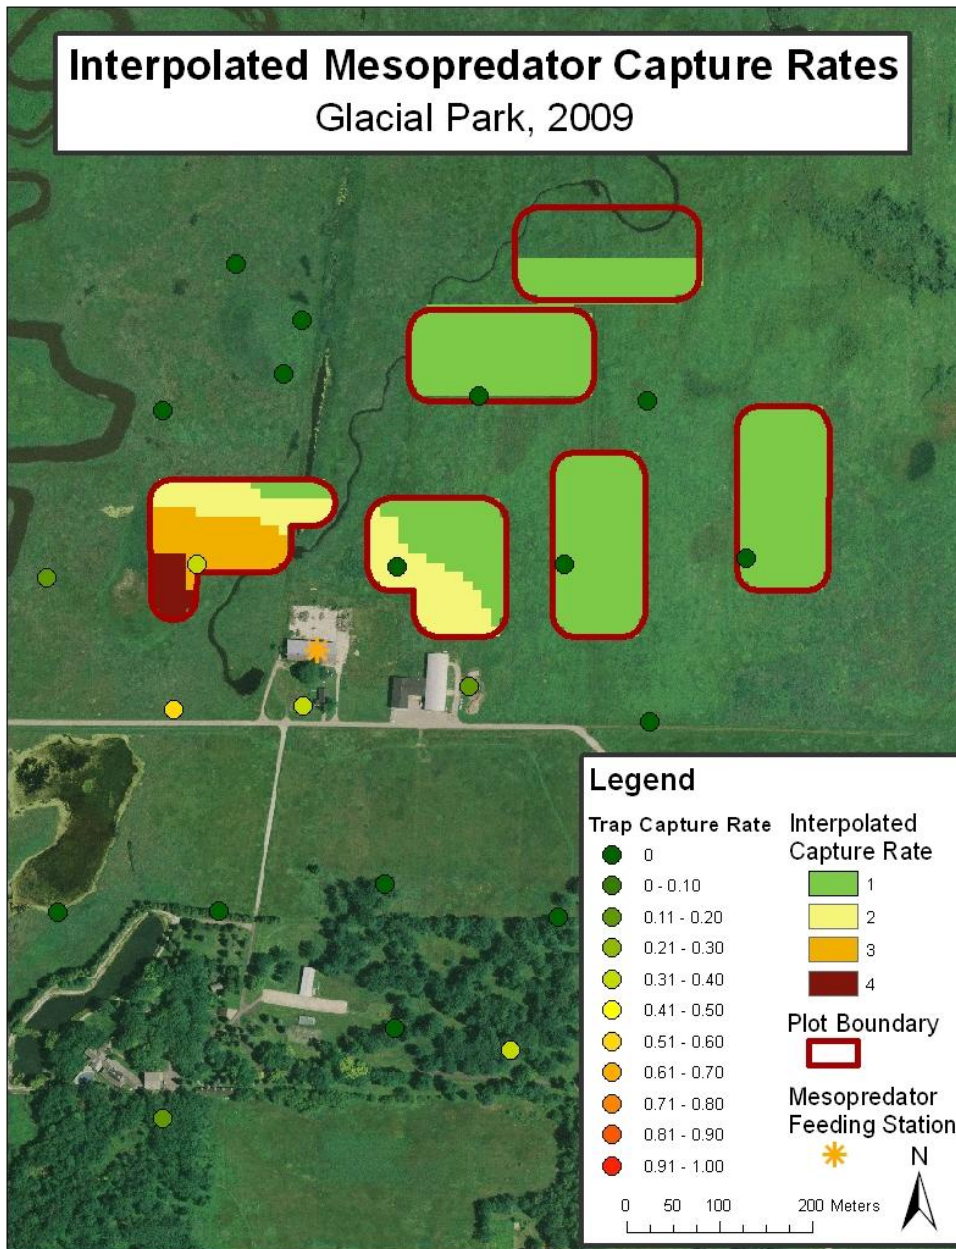 Interpolated Mesopredator Capture Rates
Glacial Park, 2009
Legend
Trap Capture Rate
0
0 - 0.10
0.11 - 0.20
0.21 - 0.30
0.31 - 0.40
0.41 - 0.50
0.51 - 0.60
0.61 - 0.70
0.71 - 0.80
0.81 - 0.90
0.91 - 1.00
Interpolated
Capture Rate
1
2
3
4
Plot Boundary
Mesopredator
Feeding Station
N
0 50 100 200 Meters